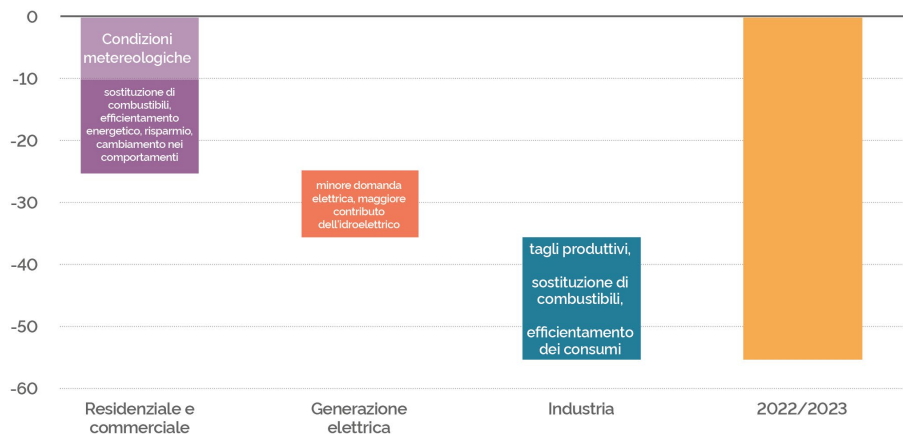 0
-10
-20
-30
-40
-50
-60
Condizioni
metereologiche
sostituzione di
combustibili,
efficientamento
energetico, risparmio,
cambiamento nei
comportamenti
minore domanda
elettrica, maggiore
contributo
dell'idroelettrico
tagli produttivi,
sostituzione di
combustibili,
efficientamento
dei consumi
Residenziale e
commerciale
Generazione
elettrica
Industria
2022/2023